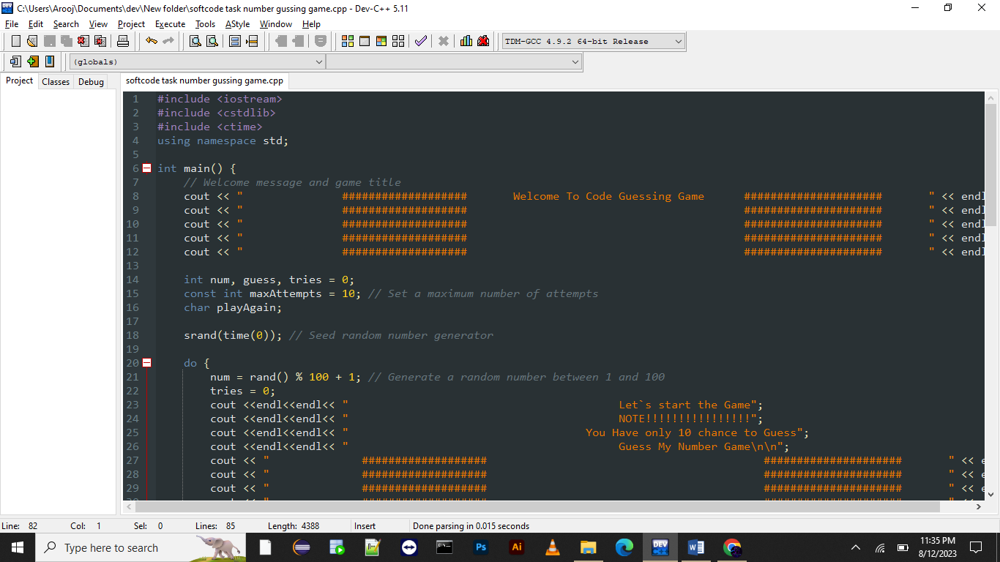 C:\Users\Arooj\Documents\dev\New folder\softcode task number gussing game.cpp - Dev-C++ 5.11
File Edit Search View Project Execute Tools AStyle Window Help
TDM-GCC 4.9.2 64-bit Release
(globals)
Project Classes Debug
softcode task number gussing game.cpp
1 #include <iostream>
2 #include <cstdlib>
3 #include <ctime>
4 using namespace std;
5
6 int main() {
7 // Welcome message and game title
8 cout << " ################### Welcome To Code Guessing Game ##################### " << endl
9 cout << " ################### ##################### " << endl
10 cout << " ################### ##################### " << endl
11 cout << " ################### ##################### " << endl
12 cout << " ################### ##################### " << endl
13
14 int num, guess, tries = 0;
15 const int maxAttempts = 10; // Set a maximum number of attempts
16 char playAgain;
17
18 srand(time(0)); // Seed random number generator
19
20 do {
21 num = rand() % 100 + 1; // Generate a random number between 1 and 100
22 tries = 0;
23 cout <<endl<<endl<< " Let`s start the Game";
24 cout <<endl<<endl<< " NOTE!!!!!!!!!!!!!!!!";
25 cout <<endl<<endl<< " You Have only 10 chance to Guess";
26 cout <<endl<<endl<< " Guess My Number Game\n\n";
27 cout << " ################### ##################### " << e
28 cout << " ################### ##################### " << e
29 cout << " ################### ##################### " << e
Line: 82 Col: 1 Sel: 0 Lines: 85 Length: 4388 Insert Done parsing in 0.015 seconds
Type here to search
DEV
Ps
Ai
11:35 PM
8/12/2023